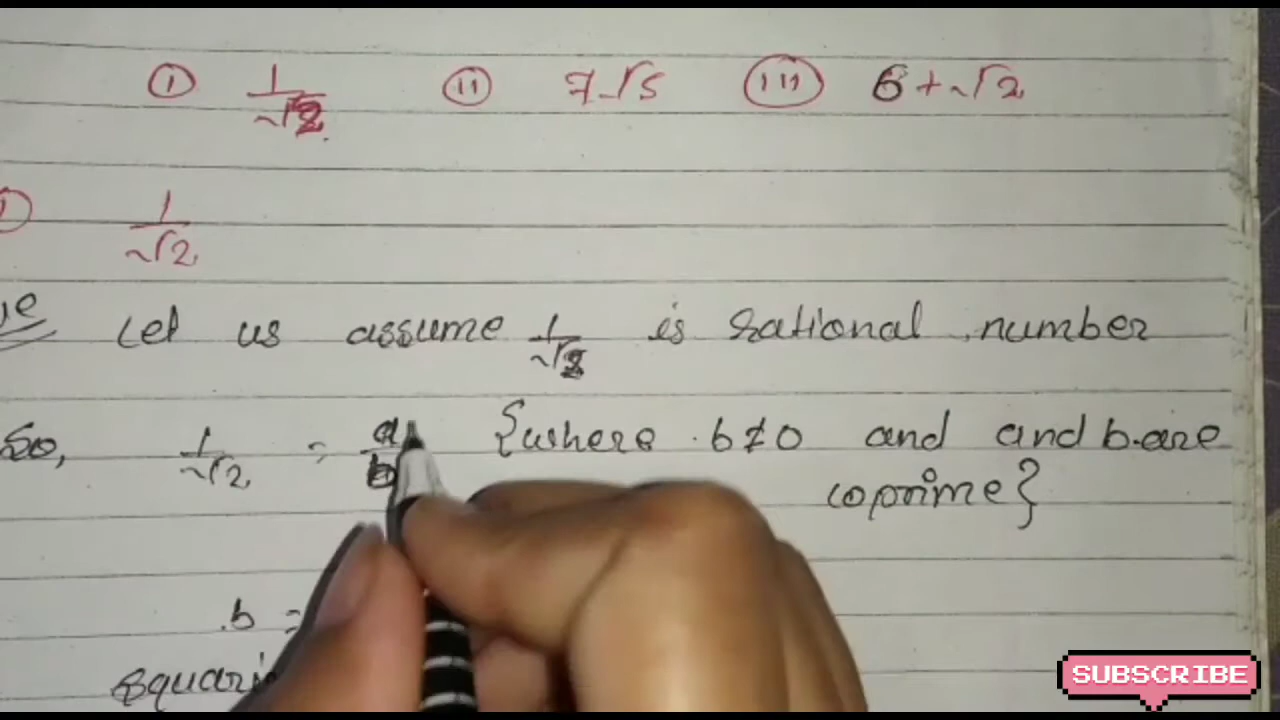 (i) 1/√2 (ii) 7√5 (iii) 6+√2
1/√2
Let us assume 1/√2 is rational number
So, 1/√2 = a/b {where b≠0 and and b are
coprime}
b =
SUBSCRIBE